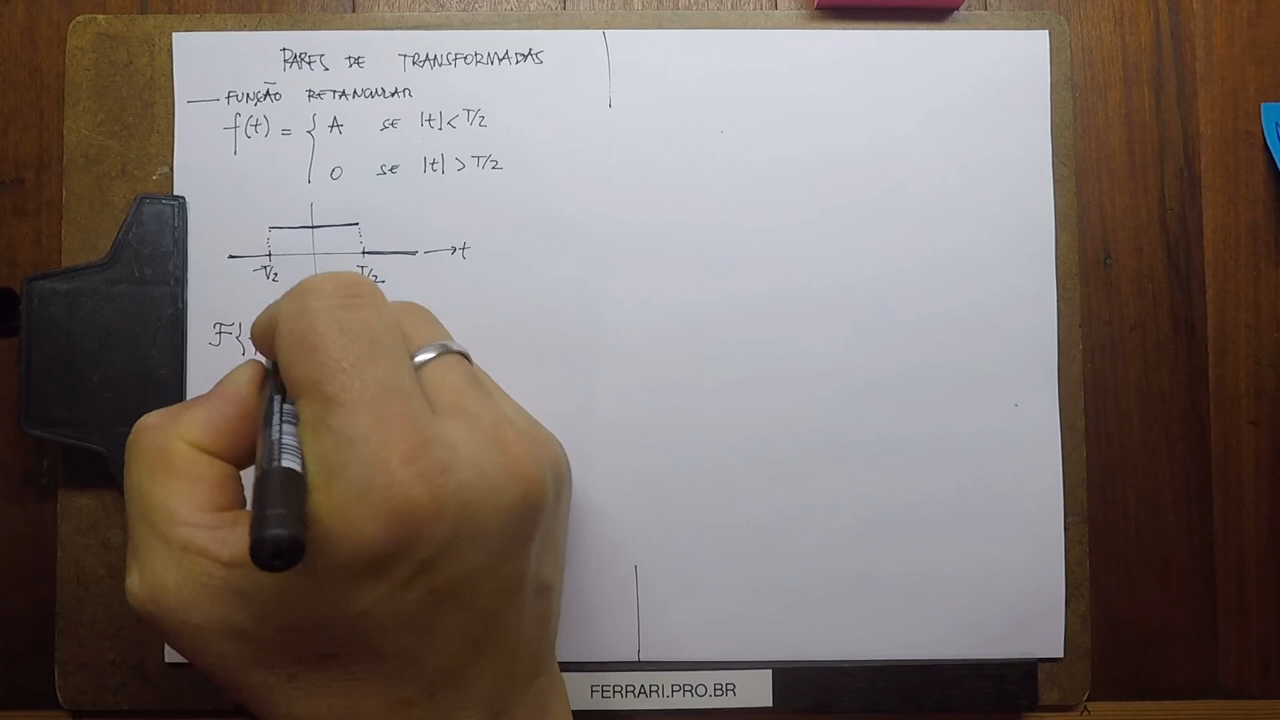 PARES DE TRANSFORMADAS
— FUNÇÃO RETANGULAR
f(t) = { A SE |t| < T/2
0 SE |t| > T/2
→ t
-T/2 T/2
F{
FERRARI.PRO.BR